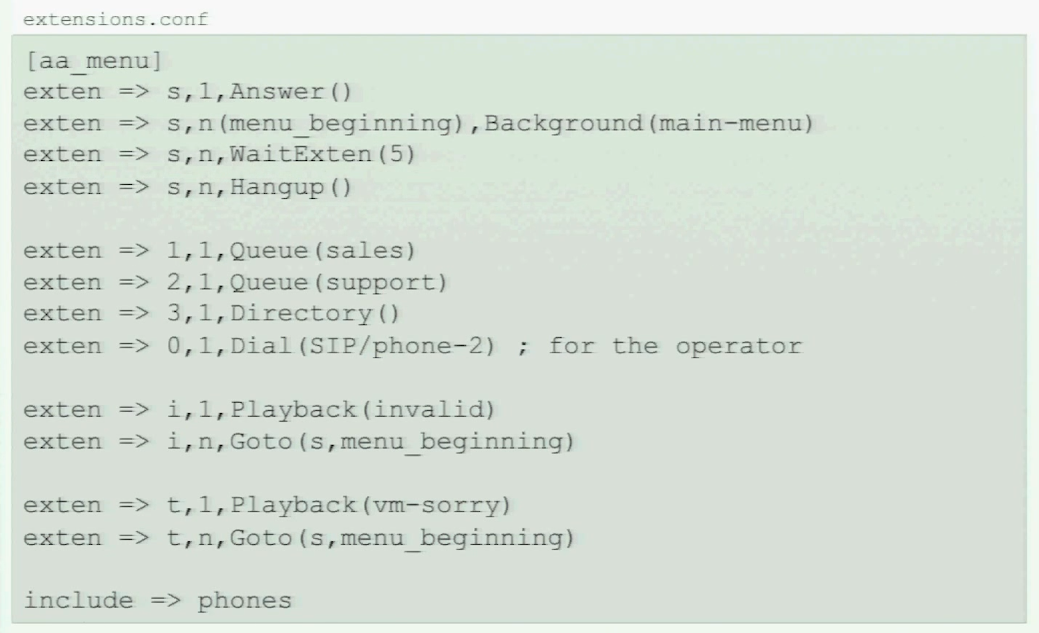 extensions.conf
[aa_menu]
exten => s,1,Answer()
exten => s,n(menu_beginning),Background(main-menu)
exten => s,n,WaitExten(5)
exten => s,n,Hangup()
exten => 1,1,Queue(sales)
exten => 2,1,Queue(support)
exten => 3,1,Directory()
exten => 0,1,Dial(SIP/phone-2) ; for the operator
exten => i,1,Playback(invalid)
exten => i,n,Goto(s,menu_beginning)
exten => t,1,Playback(vm-sorry)
exten => t,n,Goto(s,menu_beginning)
include => phones